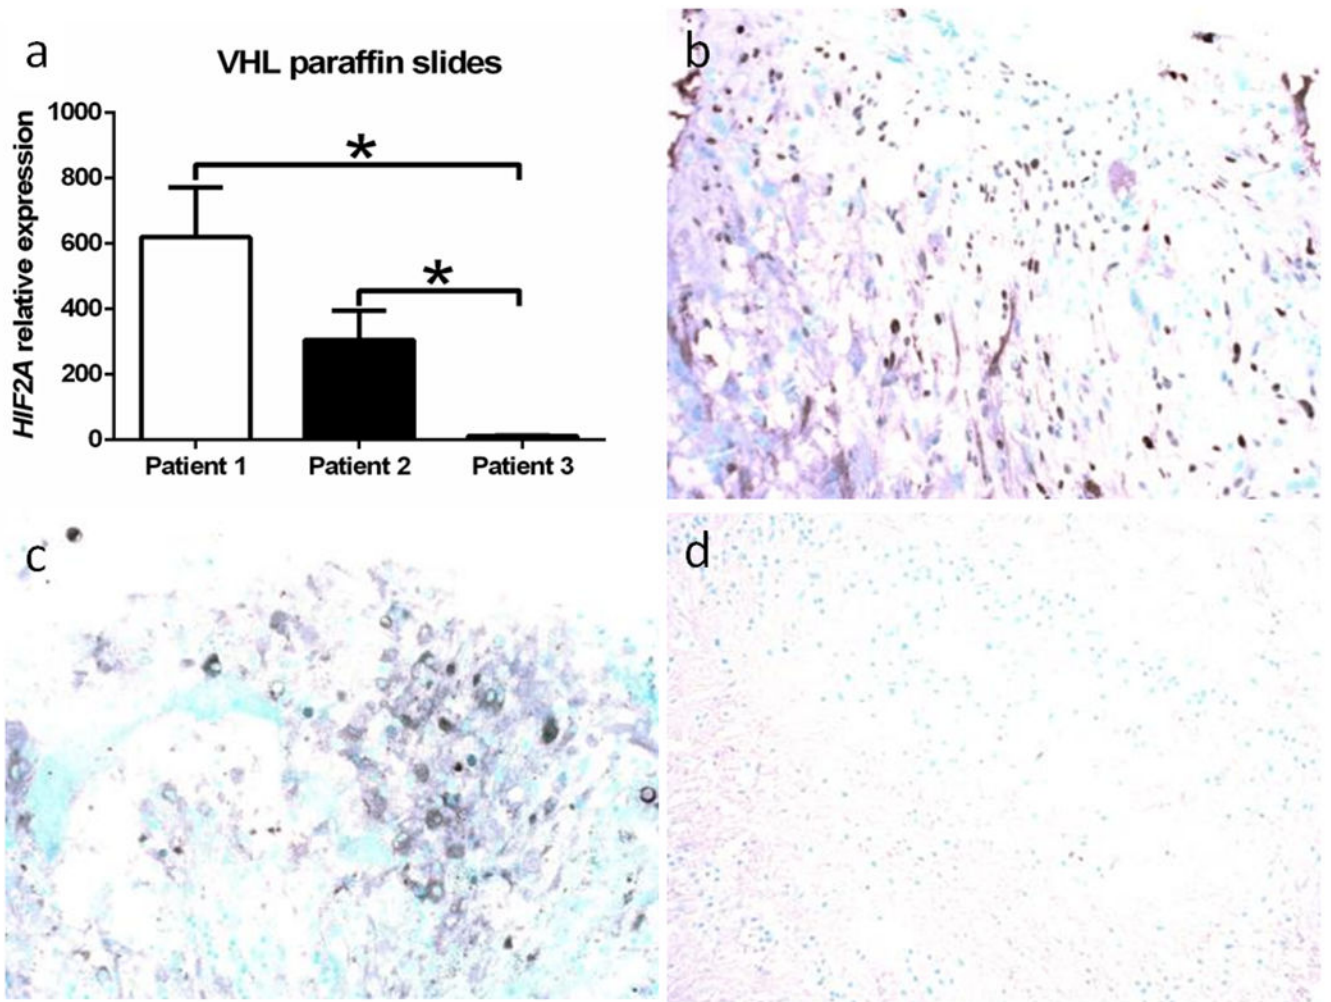 a
VHL paraffin slides
HIF2A relative expression
1000
800
600
400
200
0
*
*
Patient 1 Patient 2 Patient 3
b
c
d